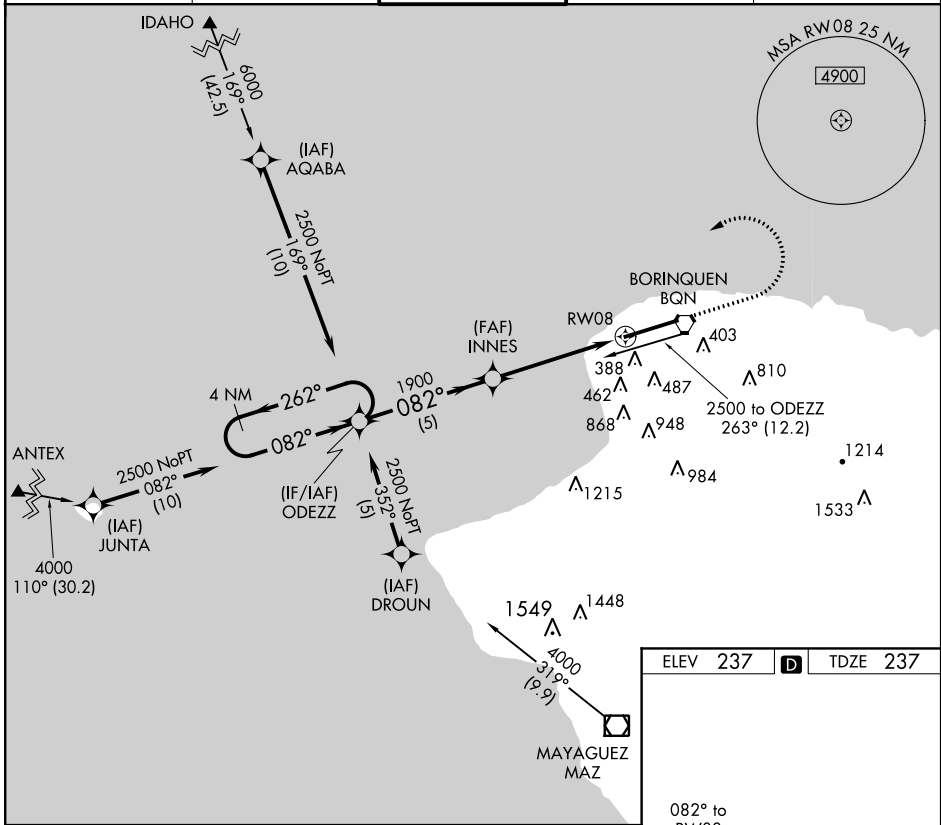 IDAHO
6000
169°
(42.5)
(IAF)
AQABA
2500 NoPT
169°
(10)
MSA RW08 25 NM
4900
BORINQUEN
BQN
RW08
(FAF)
INNES
1900
082°
(5)
4 NM
262°
082°
(IF/IAF)
ODEZZ
ANTEX
2500 NoPT
082°
(10)
(IAF)
JUNTA
4000
110° (30.2)
2500 NoPT
352°
(5)
(IAF)
DROUN
403
388
487
462
810
868
948
2500 to ODEZZ
263° (12.2)
984
1214
1215
1533
1549
1448
4000
319°
(9.9)
MAYAGUEZ
MAZ
ELEV 237 D TDZE 237
082° to
RW08